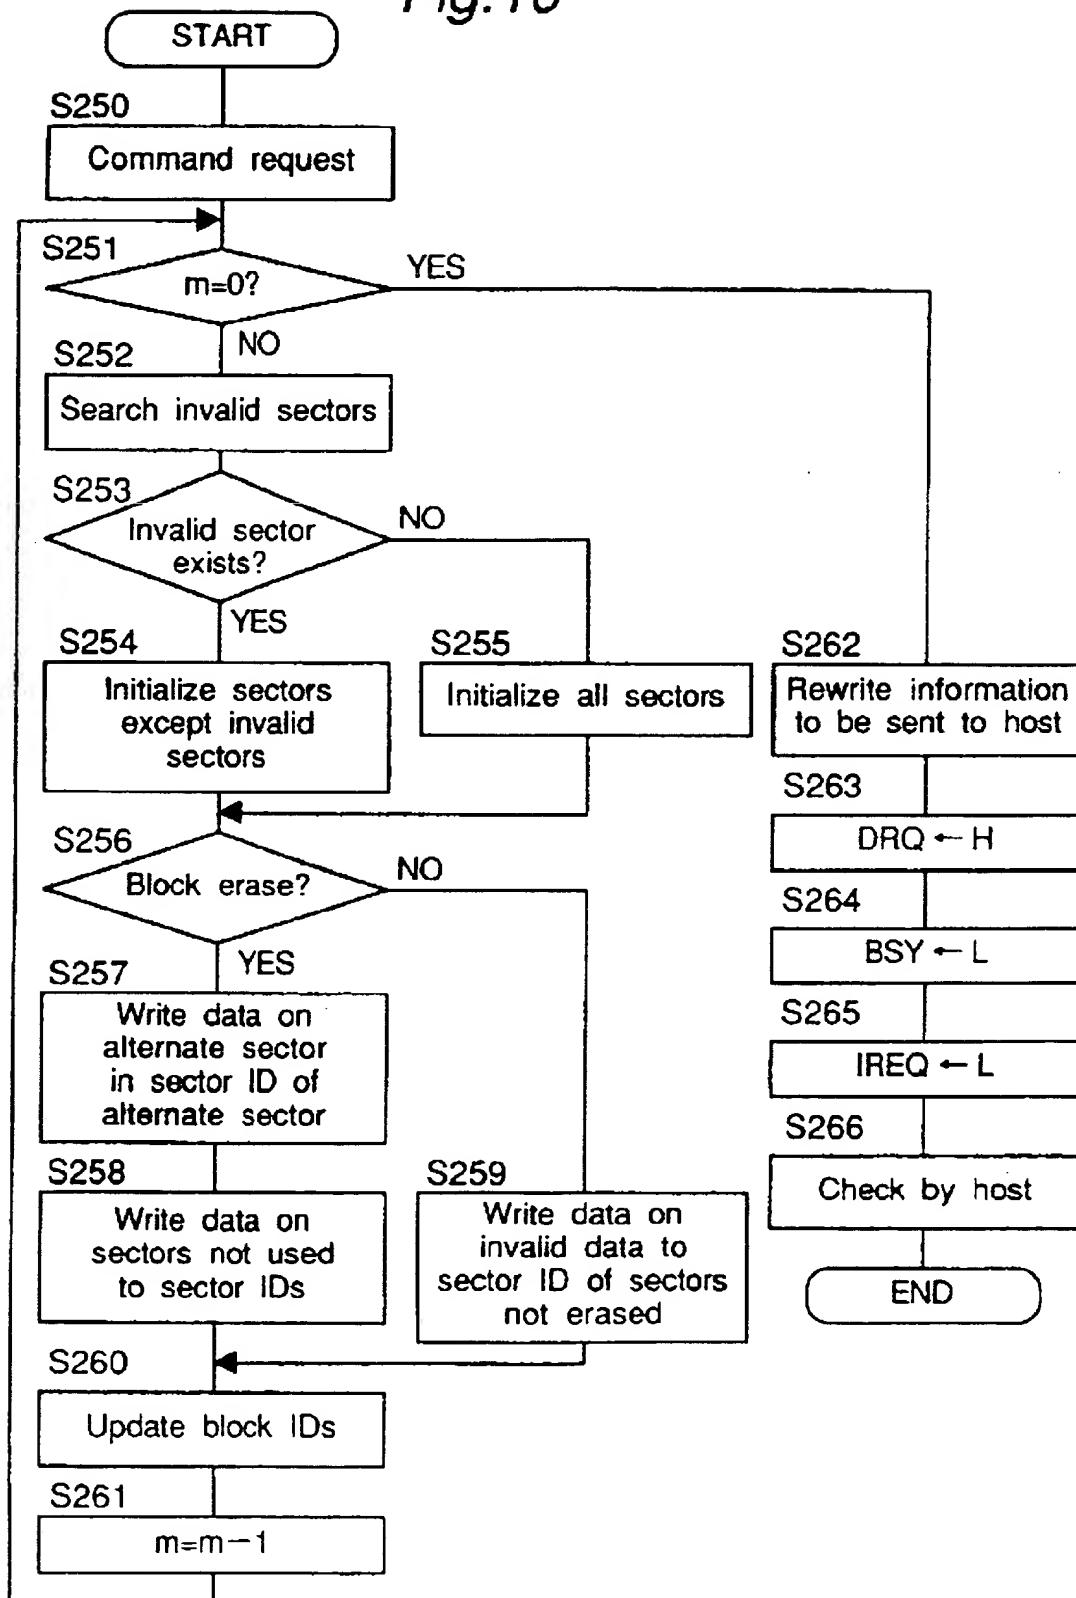 START
S250
Command request
S251
m=0?
YES
NO
S252
Search invalid sectors
S253
Invalid sector
exists?
NO
YES
S254
Initialize sectors
except invalid
sectors
S255
Initialize all sectors
S256
Block erase?
NO
YES
S257
Write data on
alternate sector
in sector ID of
alternate sector
S258
Write data on
sectors not used
to sector IDs
S259
Write data on
invalid data to
sector ID of sectors
not erased
S260
Update block IDs
S261
m=m−1
S262
Rewrite information
to be sent to host
S263
DRQ ← H
S264
BSY ← L
S265
IREQ ← L
S266
Check by host
END